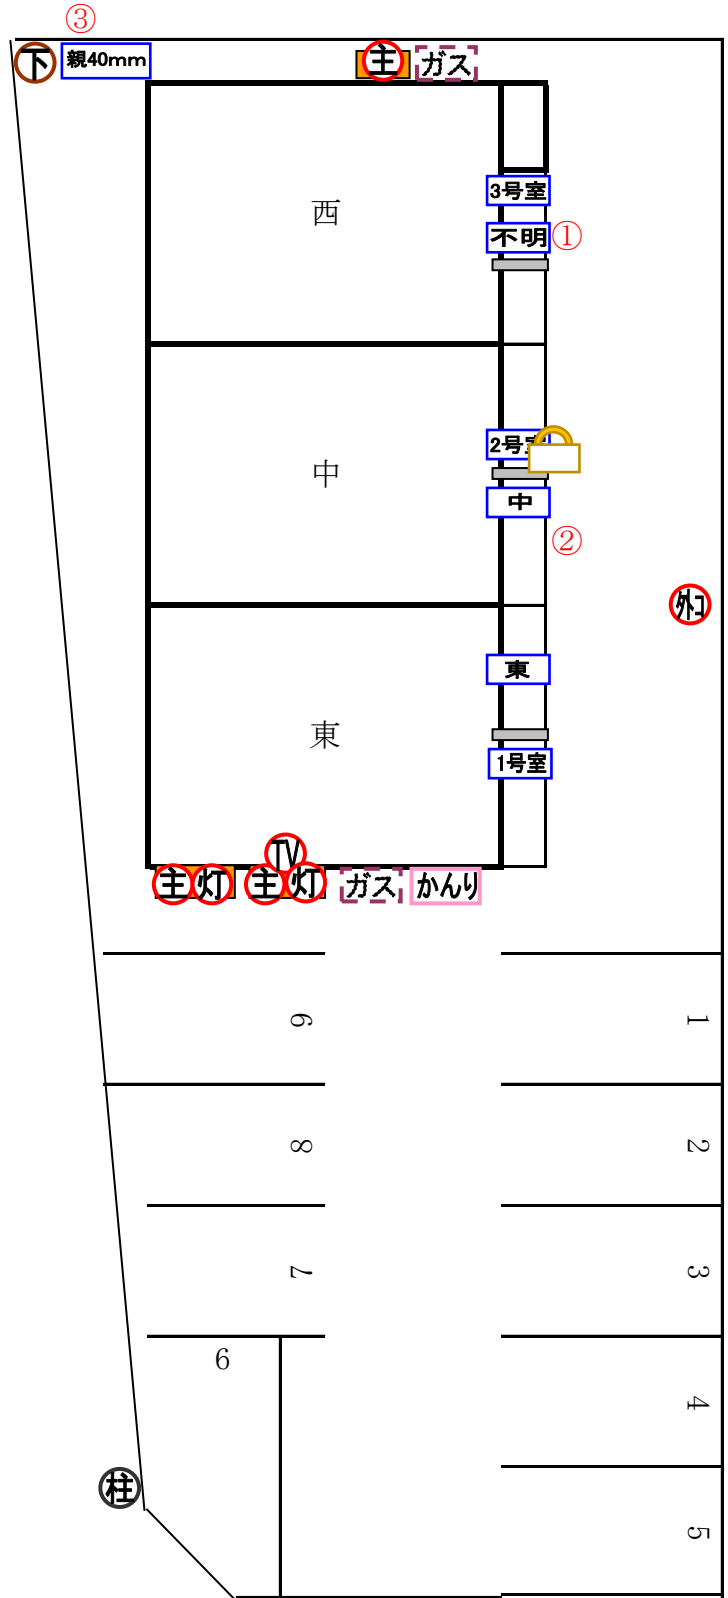 ③
下 親40mm 主 ガス
3号室
西
不明 ①
2号室
中
中
②
外コ
東
東
1号室
TV
主 灯 主 灯 ガス かんり
9 1
8 2
7 3
6
4
柱
5